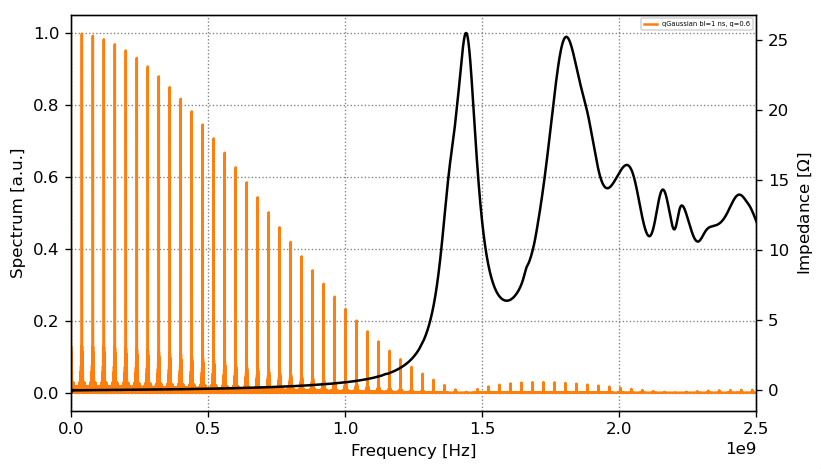 qGaussian bl=1 ns, q=0.6
1.0
0.8
0.6
0.4
0.2
0.0
Spectrum [a.u.]
25
20
15
10
5
0
Impedance [Ω]
0.0 0.5 1.0 1.5 2.0 2.5
1e9
Frequency [Hz]